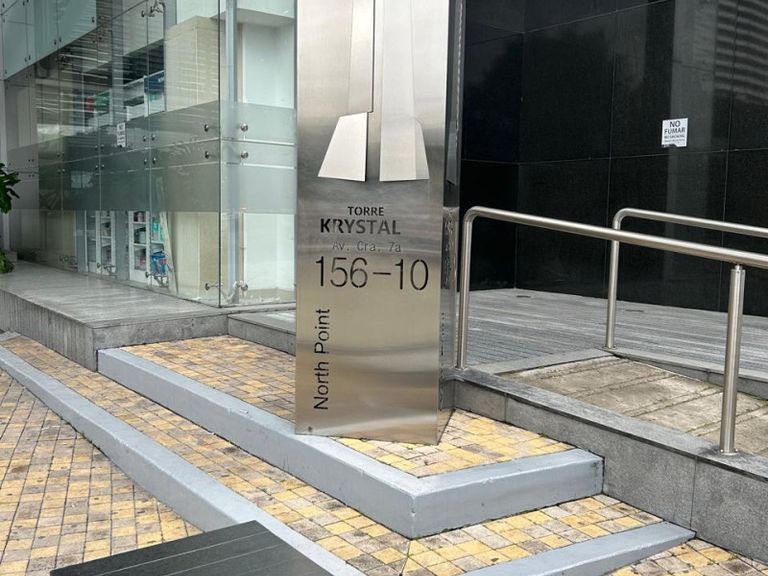 TORRE
KRYSTAL
Av. Cra. 7a
156-10
North Point
NO
FUMAR